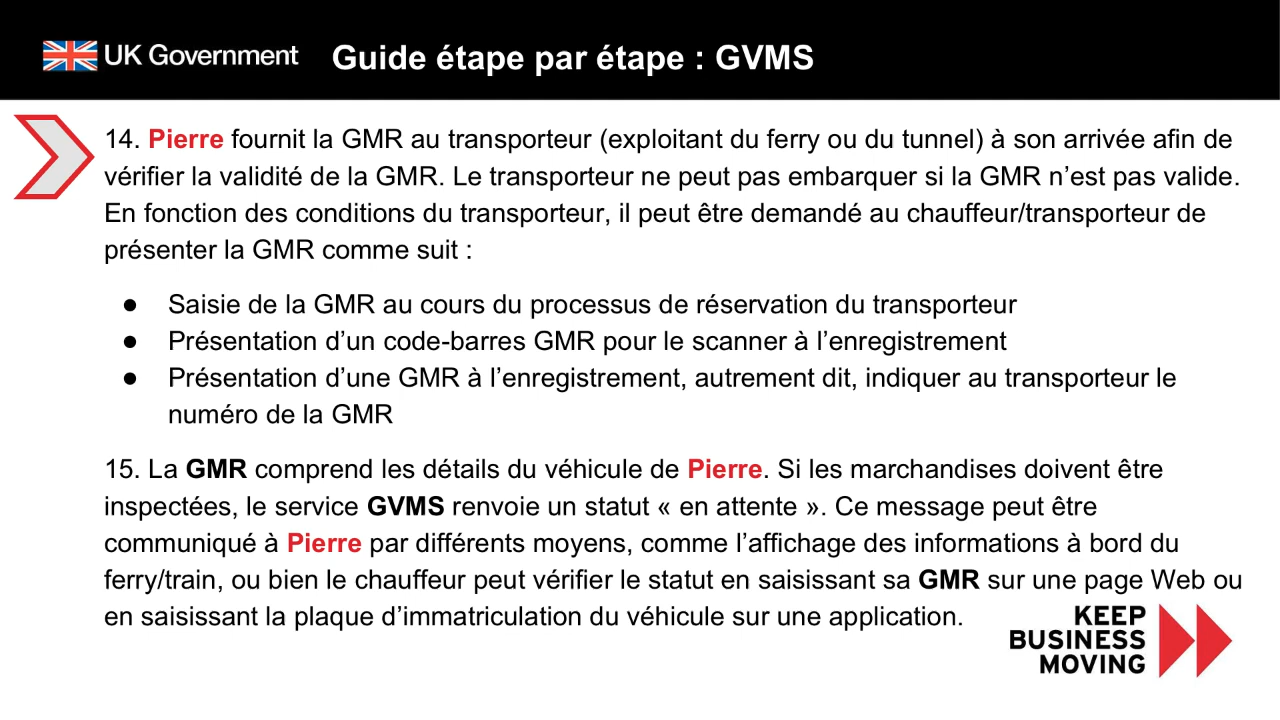 UK Government
Guide étape par étape : GVMS
14. Pierre fournit la GMR au transporteur (exploitant du ferry ou du tunnel) à son arrivée afin de
vérifier la validité de la GMR. Le transporteur ne peut pas embarquer si la GMR n’est pas valide.
En fonction des conditions du transporteur, il peut être demandé au chauffeur/transporteur de
présenter la GMR comme suit :
● Saisie de la GMR au cours du processus de réservation du transporteur
● Présentation d’un code-barres GMR pour le scanner à l’enregistrement
● Présentation d’une GMR à l’enregistrement, autrement dit, indiquer au transporteur le
numéro de la GMR
15. La GMR comprend les détails du véhicule de Pierre. Si les marchandises doivent être
inspectées, le service GVMS renvoie un statut « en attente ». Ce message peut être
communiqué à Pierre par différents moyens, comme l’affichage des informations à bord du
ferry/train, ou bien le chauffeur peut vérifier le statut en saisissant sa GMR sur une page Web ou
en saisissant la plaque d’immatriculation du véhicule sur une application.
KEEP
BUSINESS
MOVING